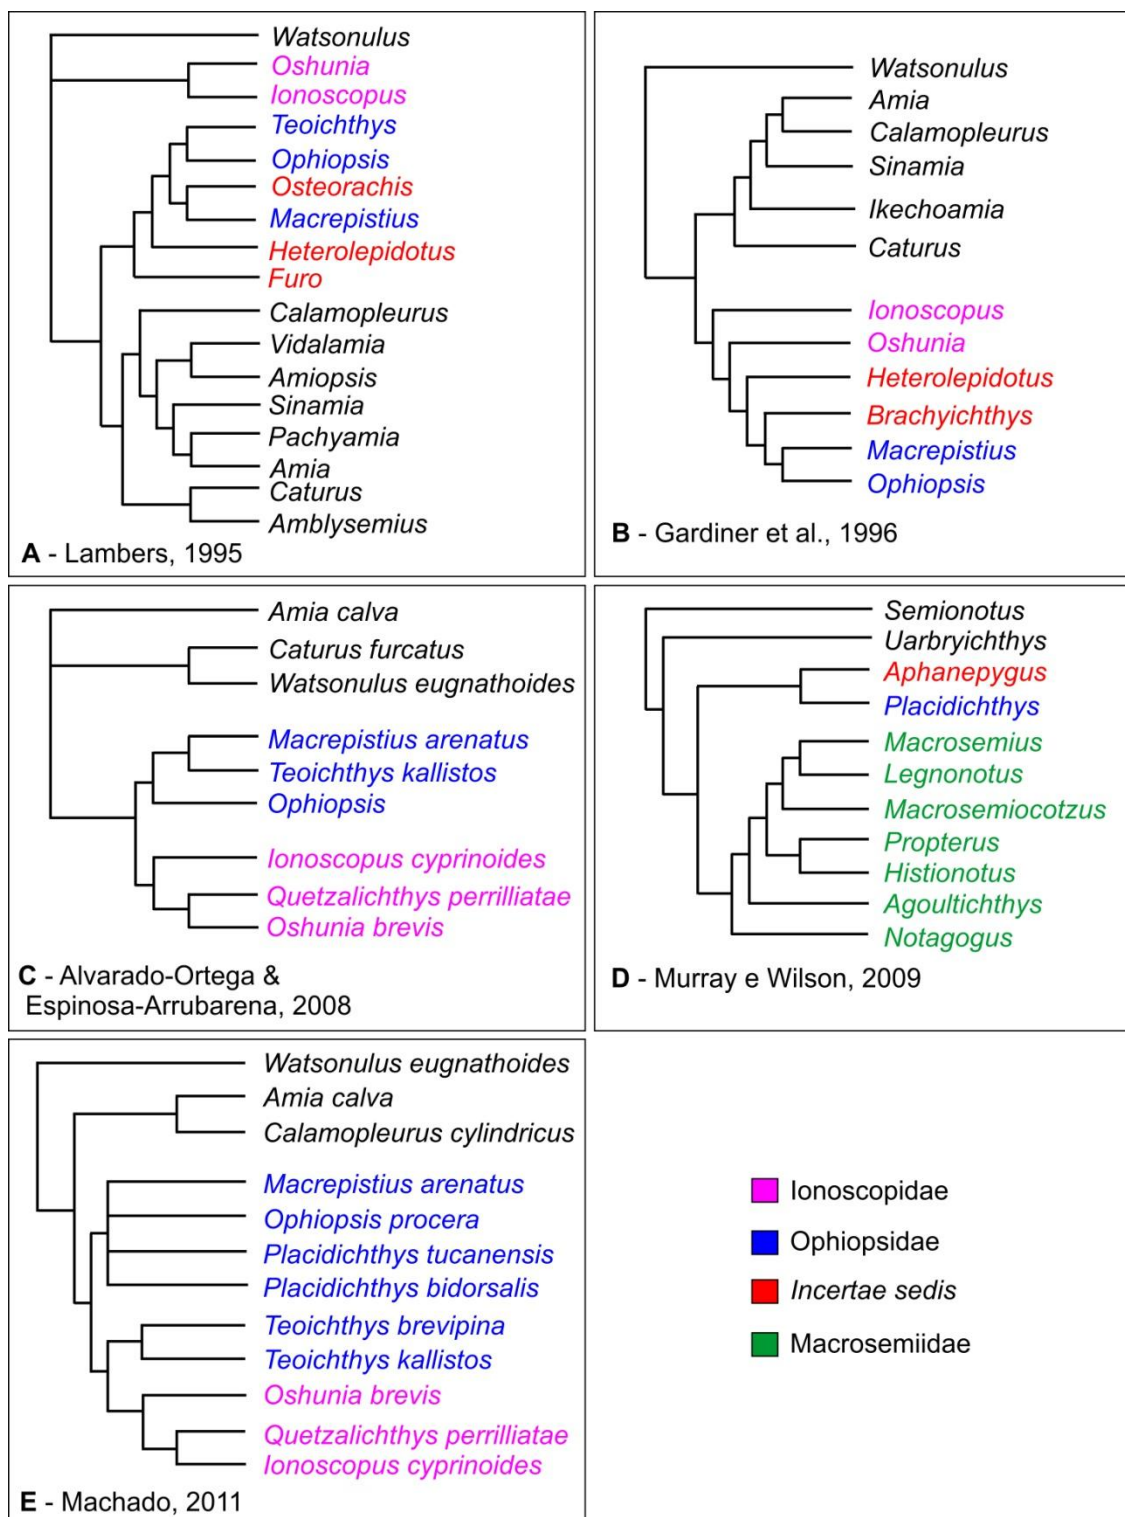 Watsonulus
Oshunia
Ionoscopus
Teoichthys
Ophiopsis
Osteorachis
Macrepistius
Heterolepidotus
Furo
Calamopleurus
Vidalamia
Amiopsis
Sinamia
Pachyamia
Amia
Caturus
Amblysemius
A - Lambers, 1995
Watsonulus
Amia
Calamopleurus
Sinamia
Ikechoamia
Caturus
Ionoscopus
Oshunia
Heterolepidotus
Brachyichthys
Macrepistius
Ophiopsis
B - Gardiner et al., 1996
Amia calva
Caturus furcatus
Watsonulus eugnathoides
Macrepistius arenatus
Teoichthys kallistos
Ophiopsis
Ionoscopus cyprinoides
Quetzalichthys perrilliatae
Oshunia brevis
C - Alvarado-Ortega &
Espinosa-Arrubarena, 2008
Semionotus
Uarbryichthys
Aphanepygus
Placidichthys
Macrosemius
Legnonotus
Macrosemiocotzus
Propterus
Histionotus
Agoultichthys
Notagogus
D - Murray e Wilson, 2009
Watsonulus eugnathoides
Amia calva
Calamopleurus cylindricus
Macrepistius arenatus
Ophiopsis procera
Placidichthys tucanensis
Placidichthys bidorsalis
Teoichthys brevipina
Teoichthys kallistos
Oshunia brevis
Quetzalichthys perrilliatae
Ionoscopus cyprinoides
E - Machado, 2011
Ionoscopidae
Ophiopsidae
Incertae sedis
Macrosemiidae